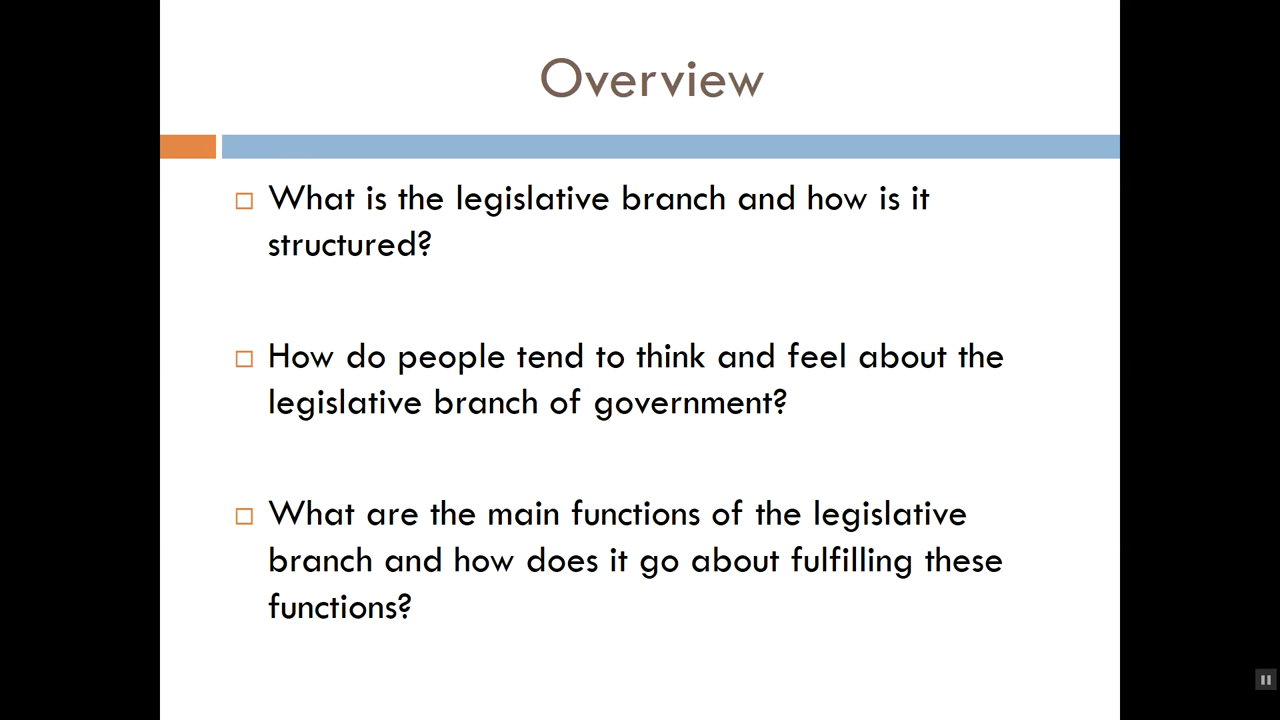 Overview
What is the legislative branch and how is it
structured?
How do people tend to think and feel about the
legislative branch of government?
What are the main functions of the legislative
branch and how does it go about fulfilling these
functions?